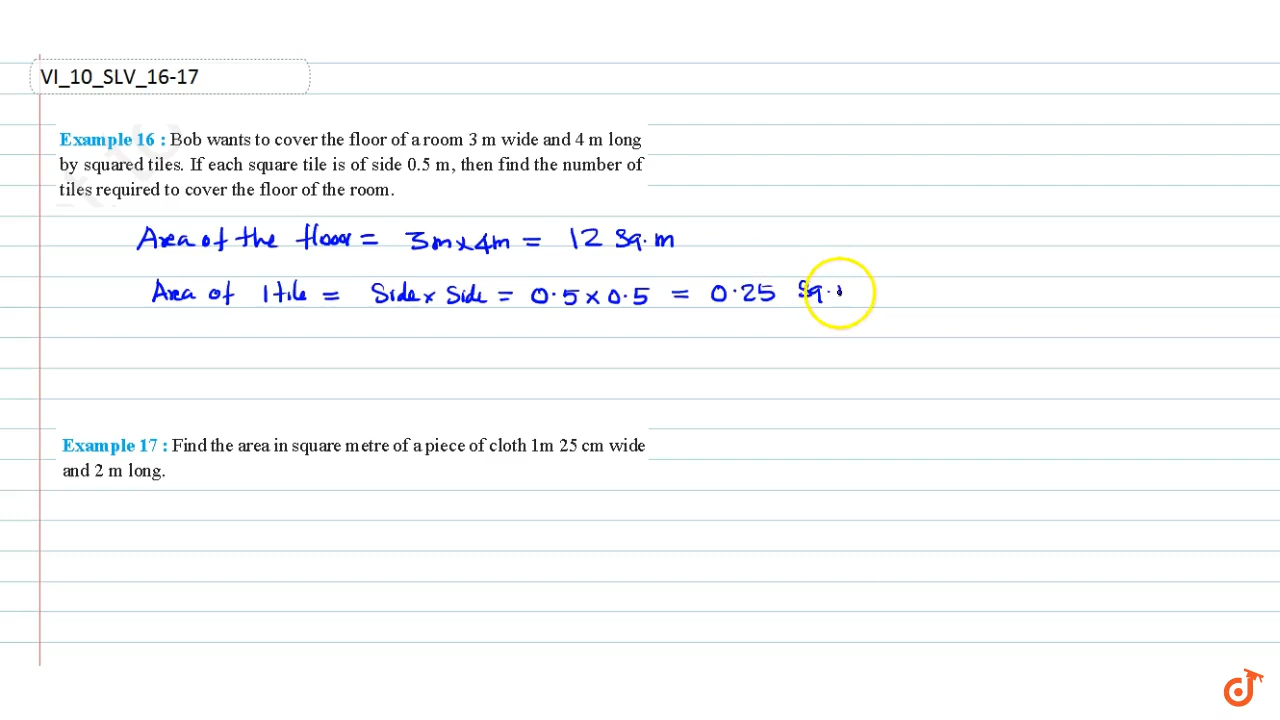 VI_10_SLV_16-17
Example 16 : Bob wants to cover the floor of a room 3 m wide and 4 m long
by squared tiles. If each square tile is of side 0.5 m, then find the number of
tiles required to cover the floor of the room.
Area of the floor = 3m x 4m = 12 Sq. m
Area of 1 tile = Side x Side = 0.5 x 0.5 = 0.25 Sq.
Example 17 : Find the area in square metre of a piece of cloth 1m 25 cm wide
and 2 m long.